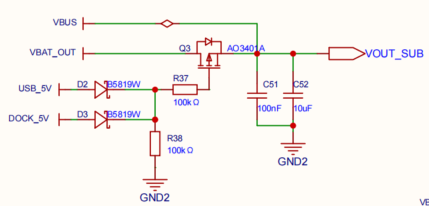 VBUS
VBAT_OUT
Q3
AO3401A
VOUT_SUB
USB_5V
D2
B5819W
R37
100kΩ
C51
100nF
C52
10uF
DOCK_5V
D3
B5819W
R38
100kΩ
GND2
GND2
VB